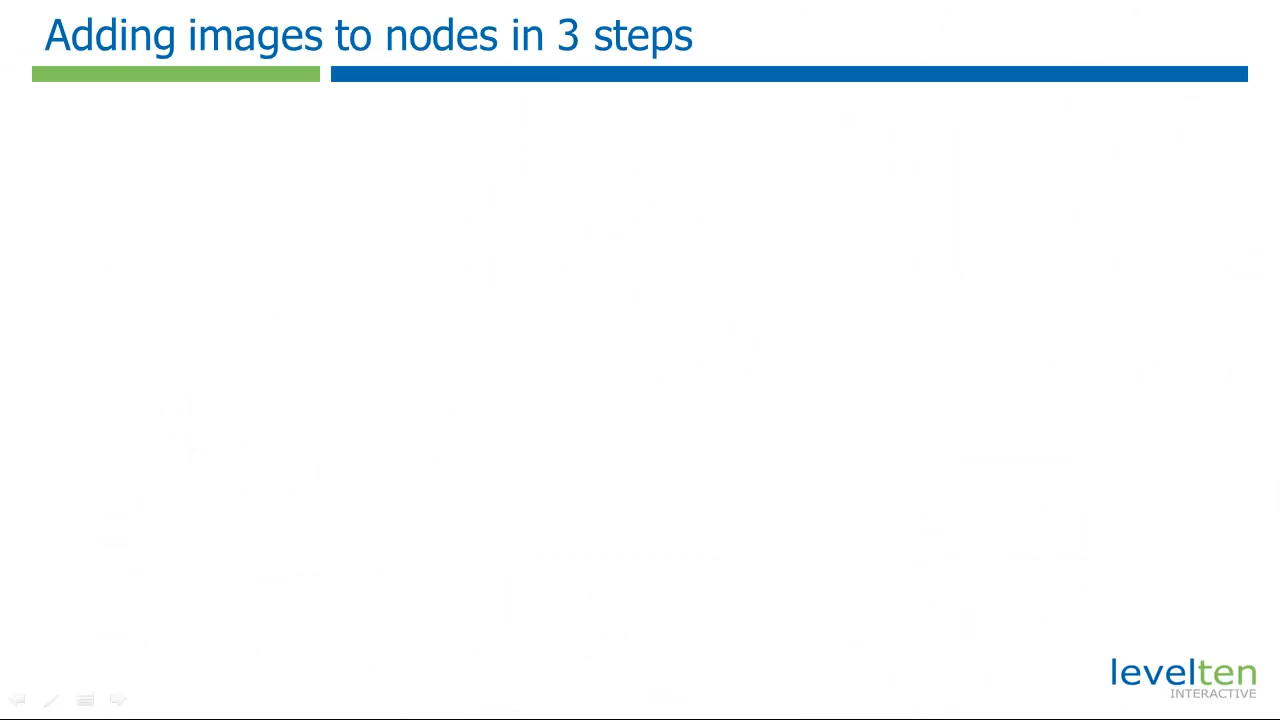 Adding images to nodes in 3 steps
levelten
INTERACTIVE